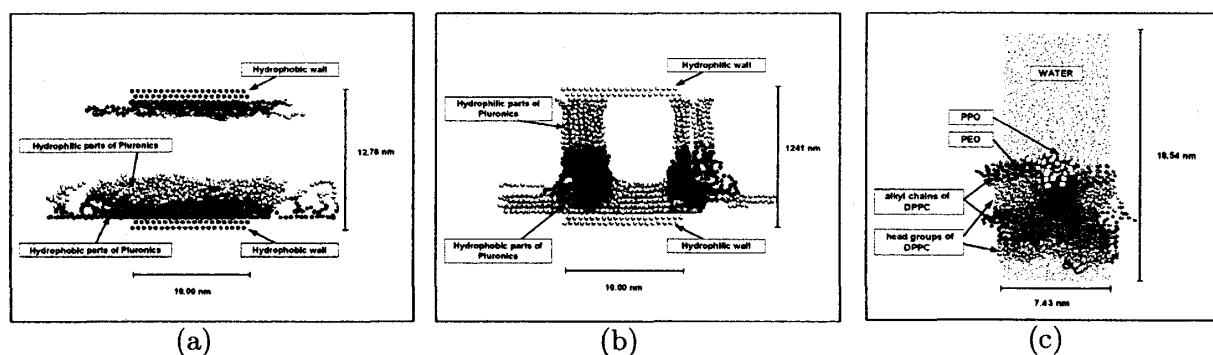 Hydrophobic wall
Hydrophilic parts of Pluronics
12.76 nm
Hydrophobic parts of Pluronics
Hydrophobic wall
10.00 nm
(a)
Hydrophilic wall
Hydrophilic parts of Pluronics
1241 nm
Hydrophobic parts of Pluronics
Hydrophilic wall
10.00 nm
(b)
WATER
PPO
PEO
18.54 nm
alkyl chains of
DPPC
head groups of
DPPC
7.43 nm
(c)